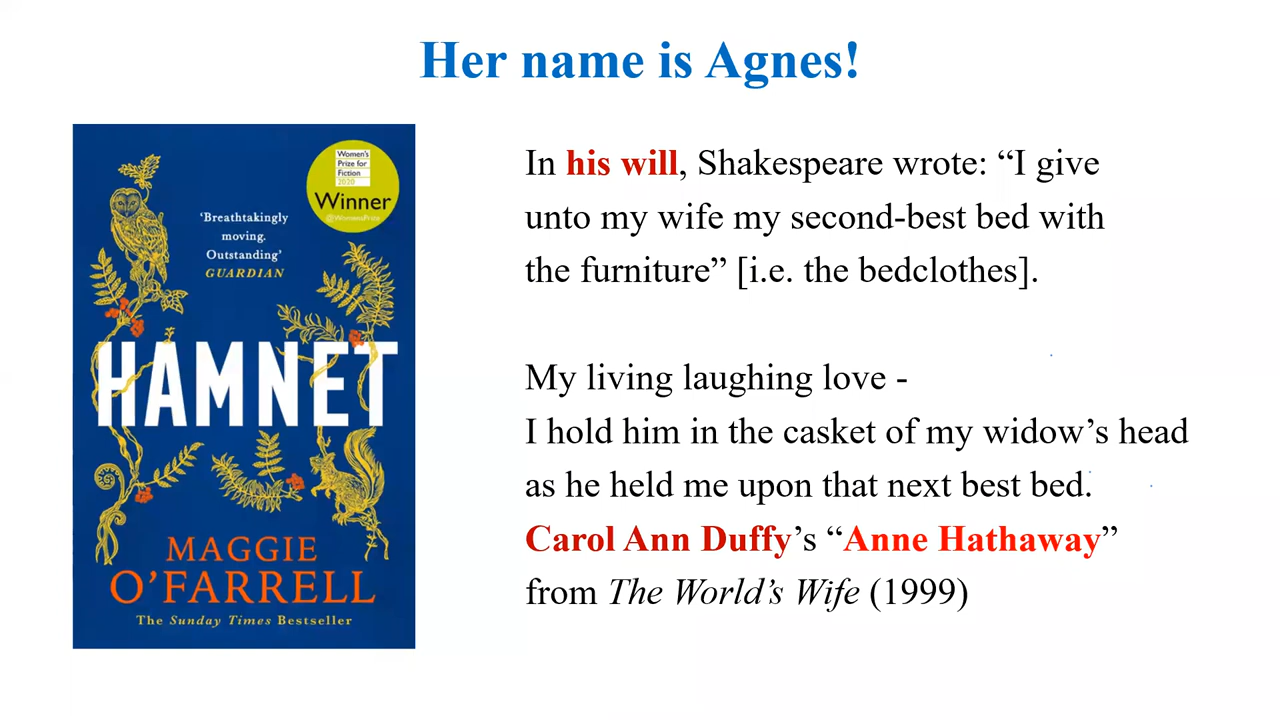 Her name is Agnes!
Women's
Prize for
Fiction
2020
Winner
@WomensPrize
‘Breathtakingly
moving.
Outstanding’
GUARDIAN
HAMNET
MAGGIE
O’FARRELL
The Sunday Times Bestseller
In his will, Shakespeare wrote: “I give
unto my wife my second-best bed with
the furniture” [i.e. the bedclothes].
My living laughing love -
I hold him in the casket of my widow’s head
as he held me upon that next best bed.
Carol Ann Duffy’s “Anne Hathaway”
from The World’s Wife (1999)